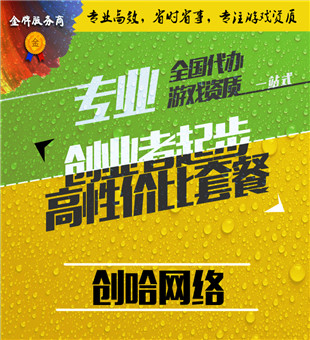 金牌服务商
金
专业高效，省时省事，专注游戏资质
专业
全国代办
游戏资质
一站式
创业者起步
高性价比套餐
创哈网络